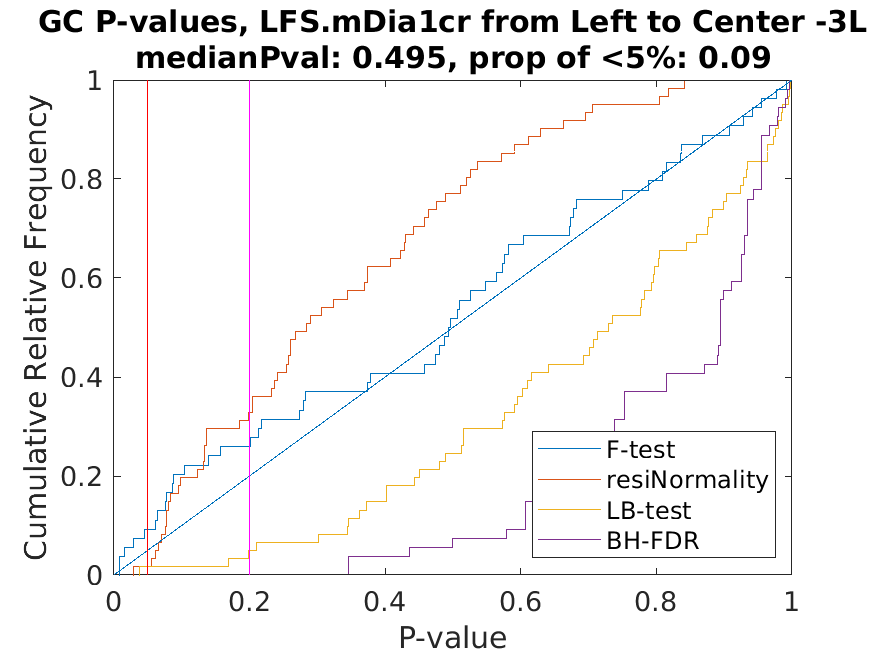 GC P-values, LFS.mDia1cr from Left to Center -3L
medianPval: 0.495, prop of <5%: 0.09
1
0.8
0.6
0.4
0.2
0
Cumulative Relative Frequency
F-test
resiNormality
LB-test
BH-FDR
0 0.2 0.4 0.6 0.8 1
P-value